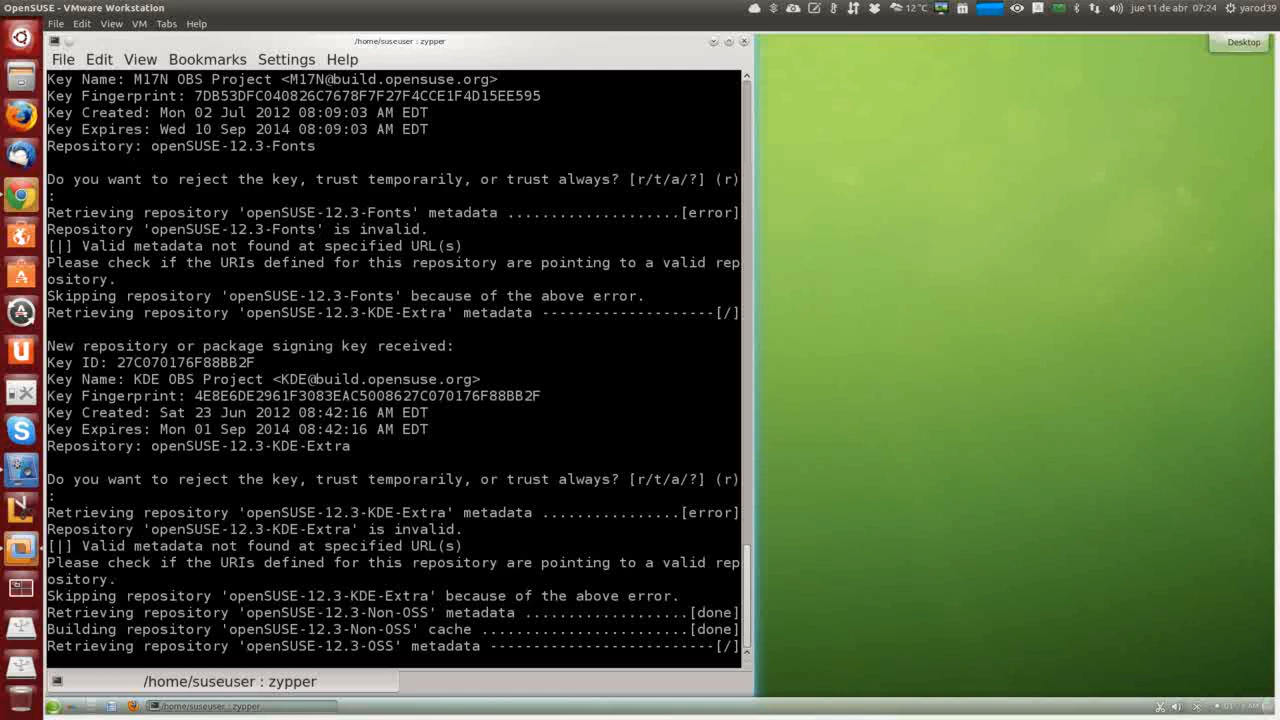 OpenSUSE - VMware Workstation
12 °C
jue 11 de abr
07:24
yarod39
File Edit View VM Tabs Help
/home/suseuser : zypper
File Edit View Bookmarks Settings Help
Desktop
Key Name: M17N OBS Project <M17N@build.opensuse.org>
Key Fingerprint: 7DB53DFC040826C7678F7F27F4CCE1F4D15EE595
Key Created: Mon 02 Jul 2012 08:09:03 AM EDT
Key Expires: Wed 10 Sep 2014 08:09:03 AM EDT
Repository: openSUSE-12.3-Fonts
Do you want to reject the key, trust temporarily, or trust always? [r/t/a/?] (r)
:
Retrieving repository 'openSUSE-12.3-Fonts' metadata ....................[error]
Repository 'openSUSE-12.3-Fonts' is invalid.
[|] Valid metadata not found at specified URL(s)
Please check if the URIs defined for this repository are pointing to a valid rep
ository.
Skipping repository 'openSUSE-12.3-Fonts' because of the above error.
Retrieving repository 'openSUSE-12.3-KDE-Extra' metadata --------------------[/]
New repository or package signing key received:
Key ID: 27C070176F88BB2F
Key Name: KDE OBS Project <KDE@build.opensuse.org>
Key Fingerprint: 4E8E6DE2961F3083EAC5008627C070176F88BB2F
Key Created: Sat 23 Jun 2012 08:42:16 AM EDT
Key Expires: Mon 01 Sep 2014 08:42:16 AM EDT
Repository: openSUSE-12.3-KDE-Extra
Do you want to reject the key, trust temporarily, or trust always? [r/t/a/?] (r)
:
Retrieving repository 'openSUSE-12.3-KDE-Extra' metadata ................[error]
Repository 'openSUSE-12.3-KDE-Extra' is invalid.
[|] Valid metadata not found at specified URL(s)
Please check if the URIs defined for this repository are pointing to a valid rep
ository.
Skipping repository 'openSUSE-12.3-KDE-Extra' because of the above error.
Retrieving repository 'openSUSE-12.3-Non-OSS' metadata ...................[done]
Building repository 'openSUSE-12.3-Non-OSS' cache ........................[done]
Retrieving repository 'openSUSE-12.3-OSS' metadata --------------------------[/]
/home/suseuser : zypper
/home/suseuser : zypper